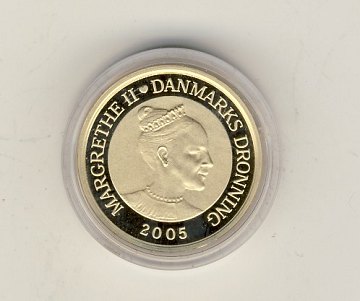 MARGRETHE II ♥ DANMARKS DRONNING
2005